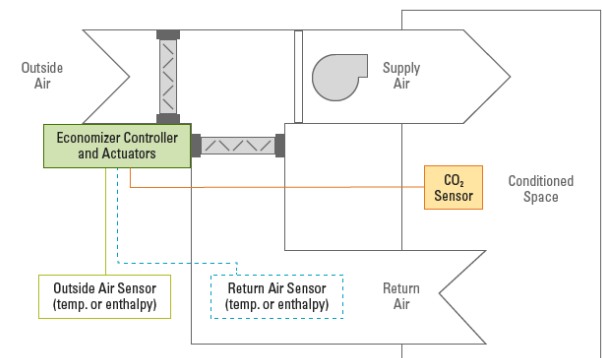 Outside
Air
Supply
Air
Economizer Controller
and Actuators
CO₂
Sensor
Conditioned
Space
Outside Air Sensor
(temp. or enthalpy)
Return Air Sensor
(temp. or enthalpy)
Return
Air